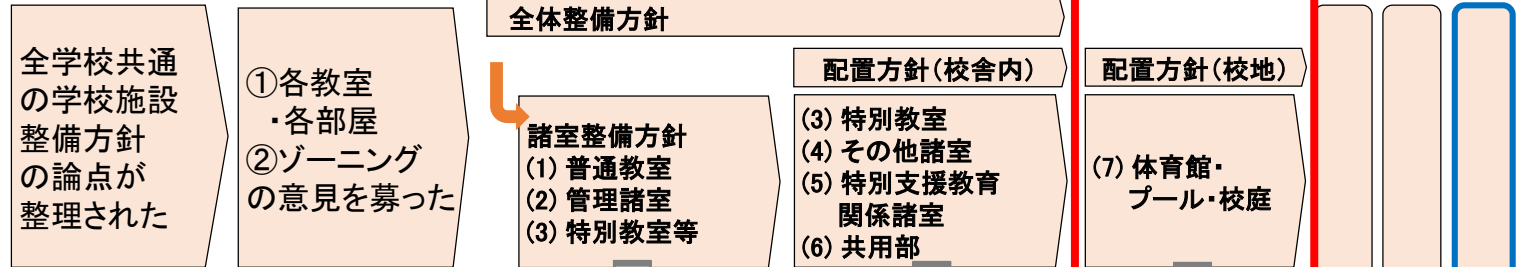 全学校共通
の学校施設
整備方針
の論点が
整理された
①各教室
・各部屋
②ゾーニング
の意見を募った
全体整備方針
諸室整備方針
(1) 普通教室
(2) 管理諸室
(3) 特別教室等
配置方針(校舎内)
(3) 特別教室
(4) その他諸室
(5) 特別支援教育
関係諸室
(6) 共用部
配置方針(校地)
(7) 体育館・
プール・校庭